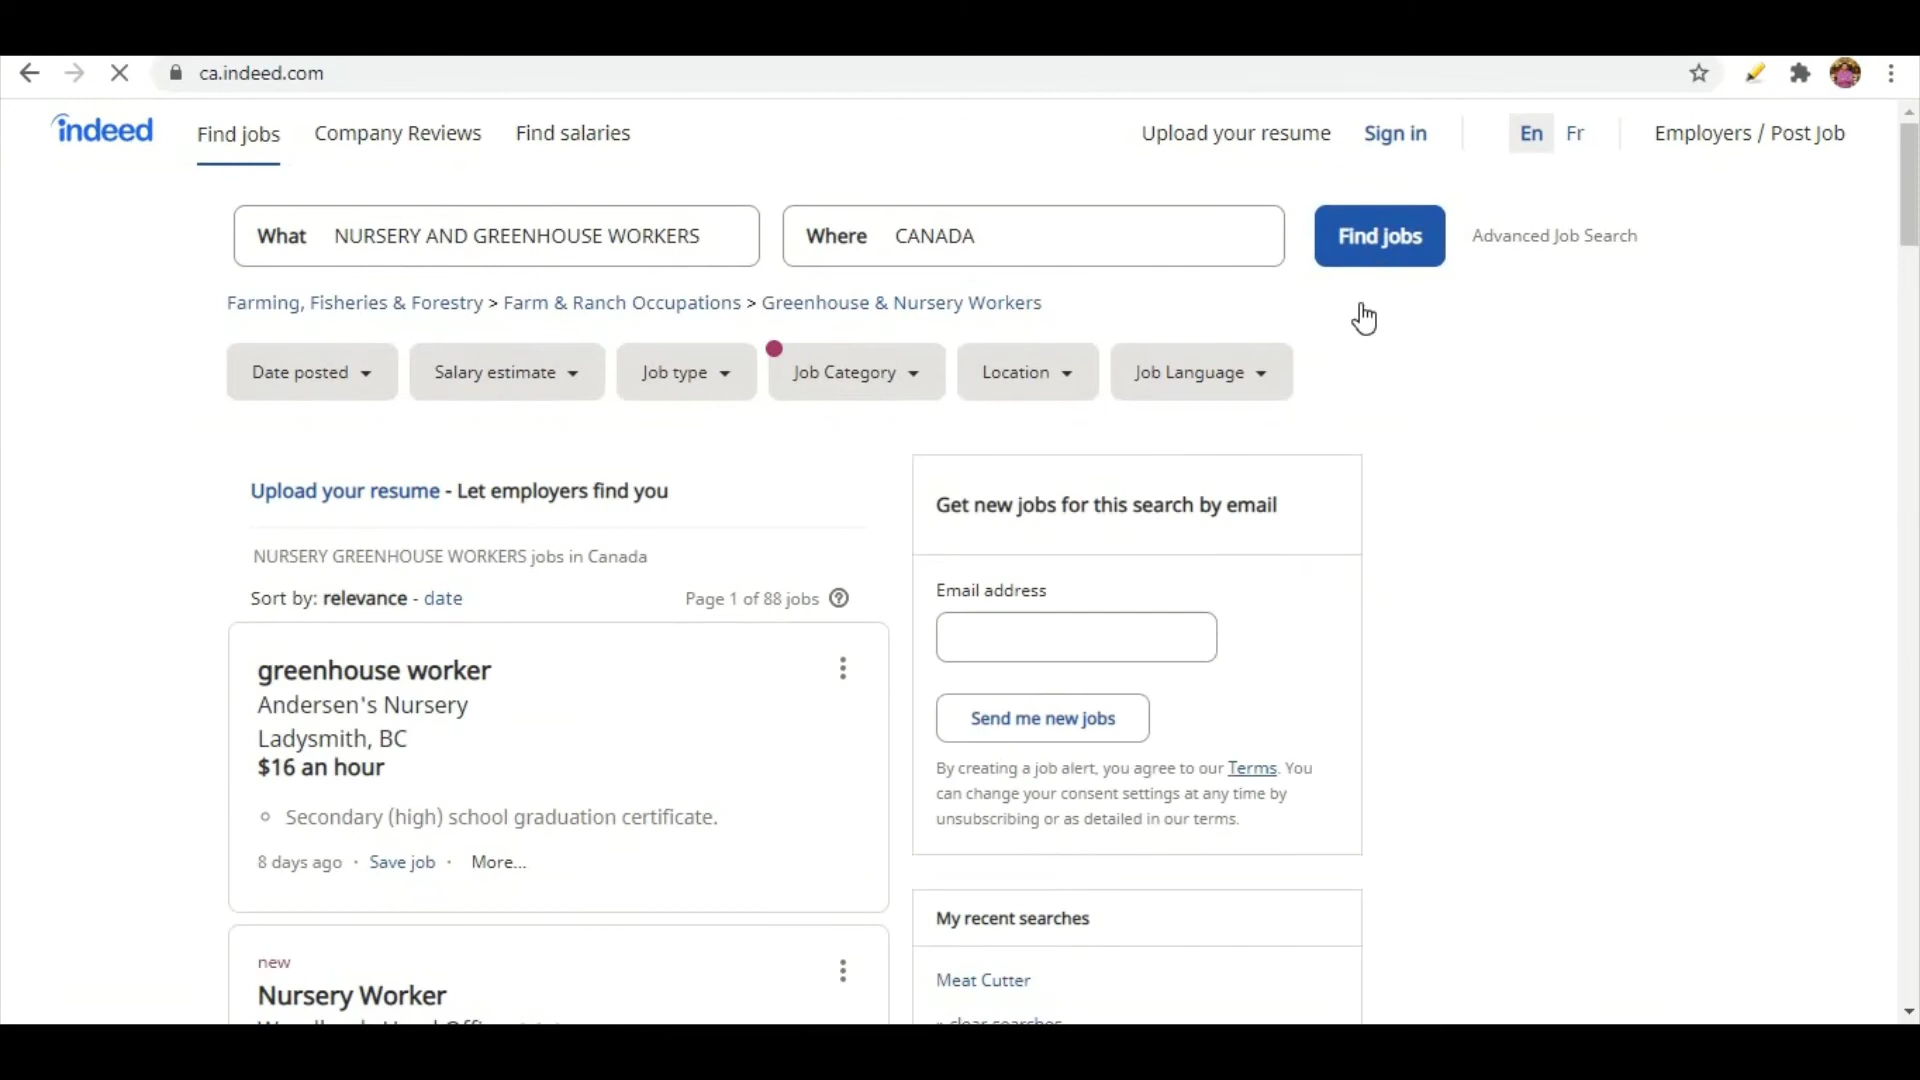 ca.indeed.com
indeed
Find jobs
Company Reviews
Find salaries
Upload your resume
Sign in
En
Fr
Employers / Post Job
What NURSERY AND GREENHOUSE WORKERS
Where CANADA
Find jobs
Advanced Job Search
Farming, Fisheries & Forestry > Farm & Ranch Occupations > Greenhouse & Nursery Workers
Date posted
Salary estimate
Job type
Job Category
Location
Job Language
Upload your resume - Let employers find you
NURSERY GREENHOUSE WORKERS jobs in Canada
Sort by: relevance - date
Page 1 of 88 jobs
greenhouse worker
Andersen's Nursery
Ladysmith, BC
$16 an hour
Secondary (high) school graduation certificate.
8 days ago · Save job · More...
new
Nursery Worker
Get new jobs for this search by email
Email address
Send me new jobs
By creating a job alert, you agree to our Terms. You
can change your consent settings at any time by
unsubscribing or as detailed in our terms.
My recent searches
Meat Cutter
clear searches